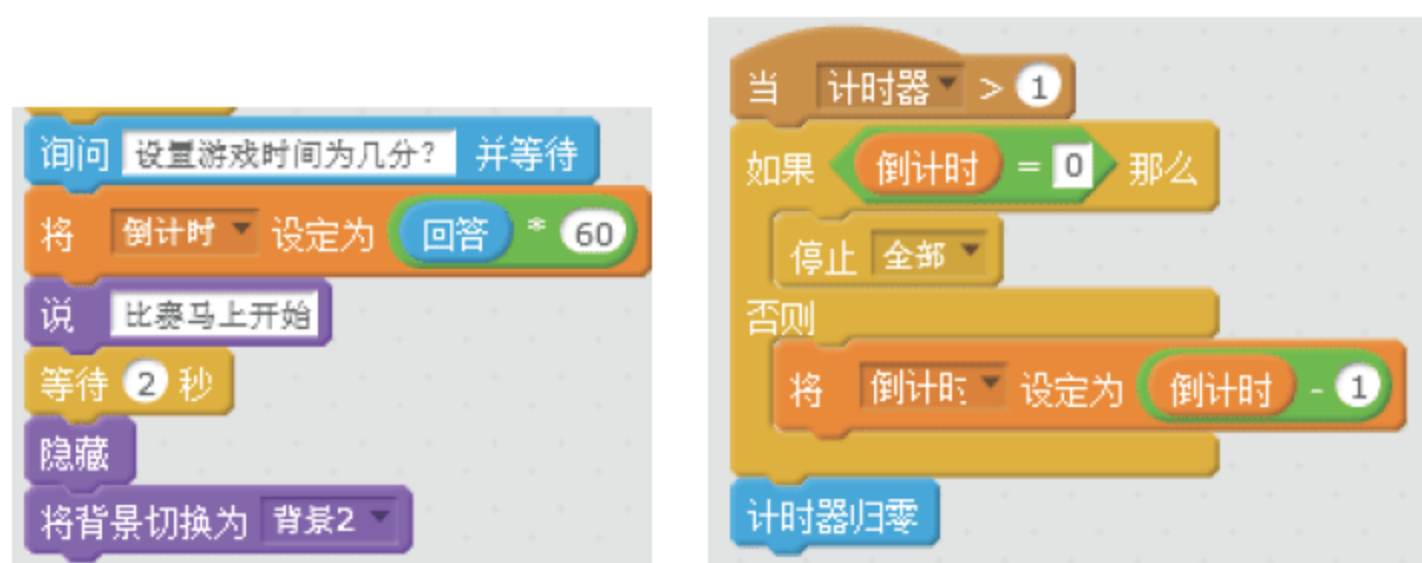 询问 设置游戏时间为几分? 并等待
将 倒计时 设定为 回答 * 60
说 比赛马上开始
等待 2 秒
隐藏
将背景切换为 背景2
当 计时器 > 1
如果 倒计时 = 0 那么
停止 全部
否则
将 倒计时 设定为 倒计时 - 1
计时器归零